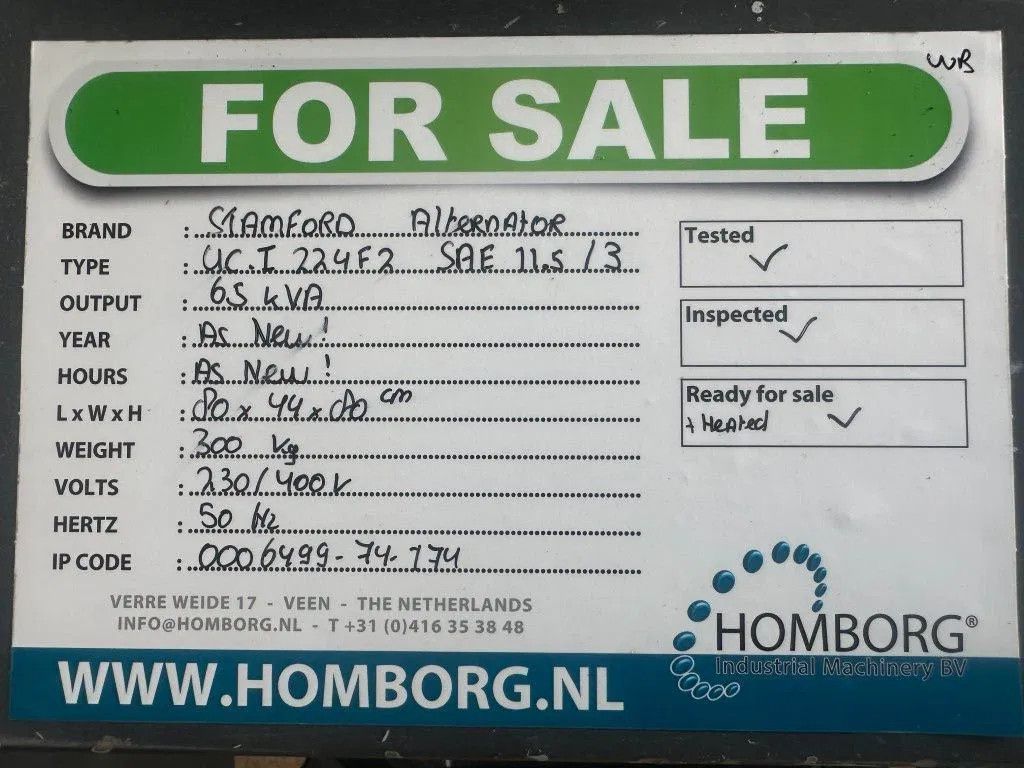 WB
FOR SALE
BRAND : STAMFORD Alternator
TYPE : UC.I 224F2 SAE 11.5 / 3
OUTPUT : 65 kVA
YEAR : As New!
HOURS : As New!
L x W x H : 80 x 44 x 80 cm
WEIGHT : 300 kg
VOLTS : 230/400V
HERTZ : 50 Hz
IP CODE : 0006499-74-174
Tested ✓
Inspected ✓
Ready for sale
+ Heated ✓
VERRE WEIDE 17 - VEEN - THE NETHERLANDS
INFO@HOMBORG.NL - T +31 (0)416 35 38 48
WWW.HOMBORG.NL
HOMBORG®
Industrial Machinery BV